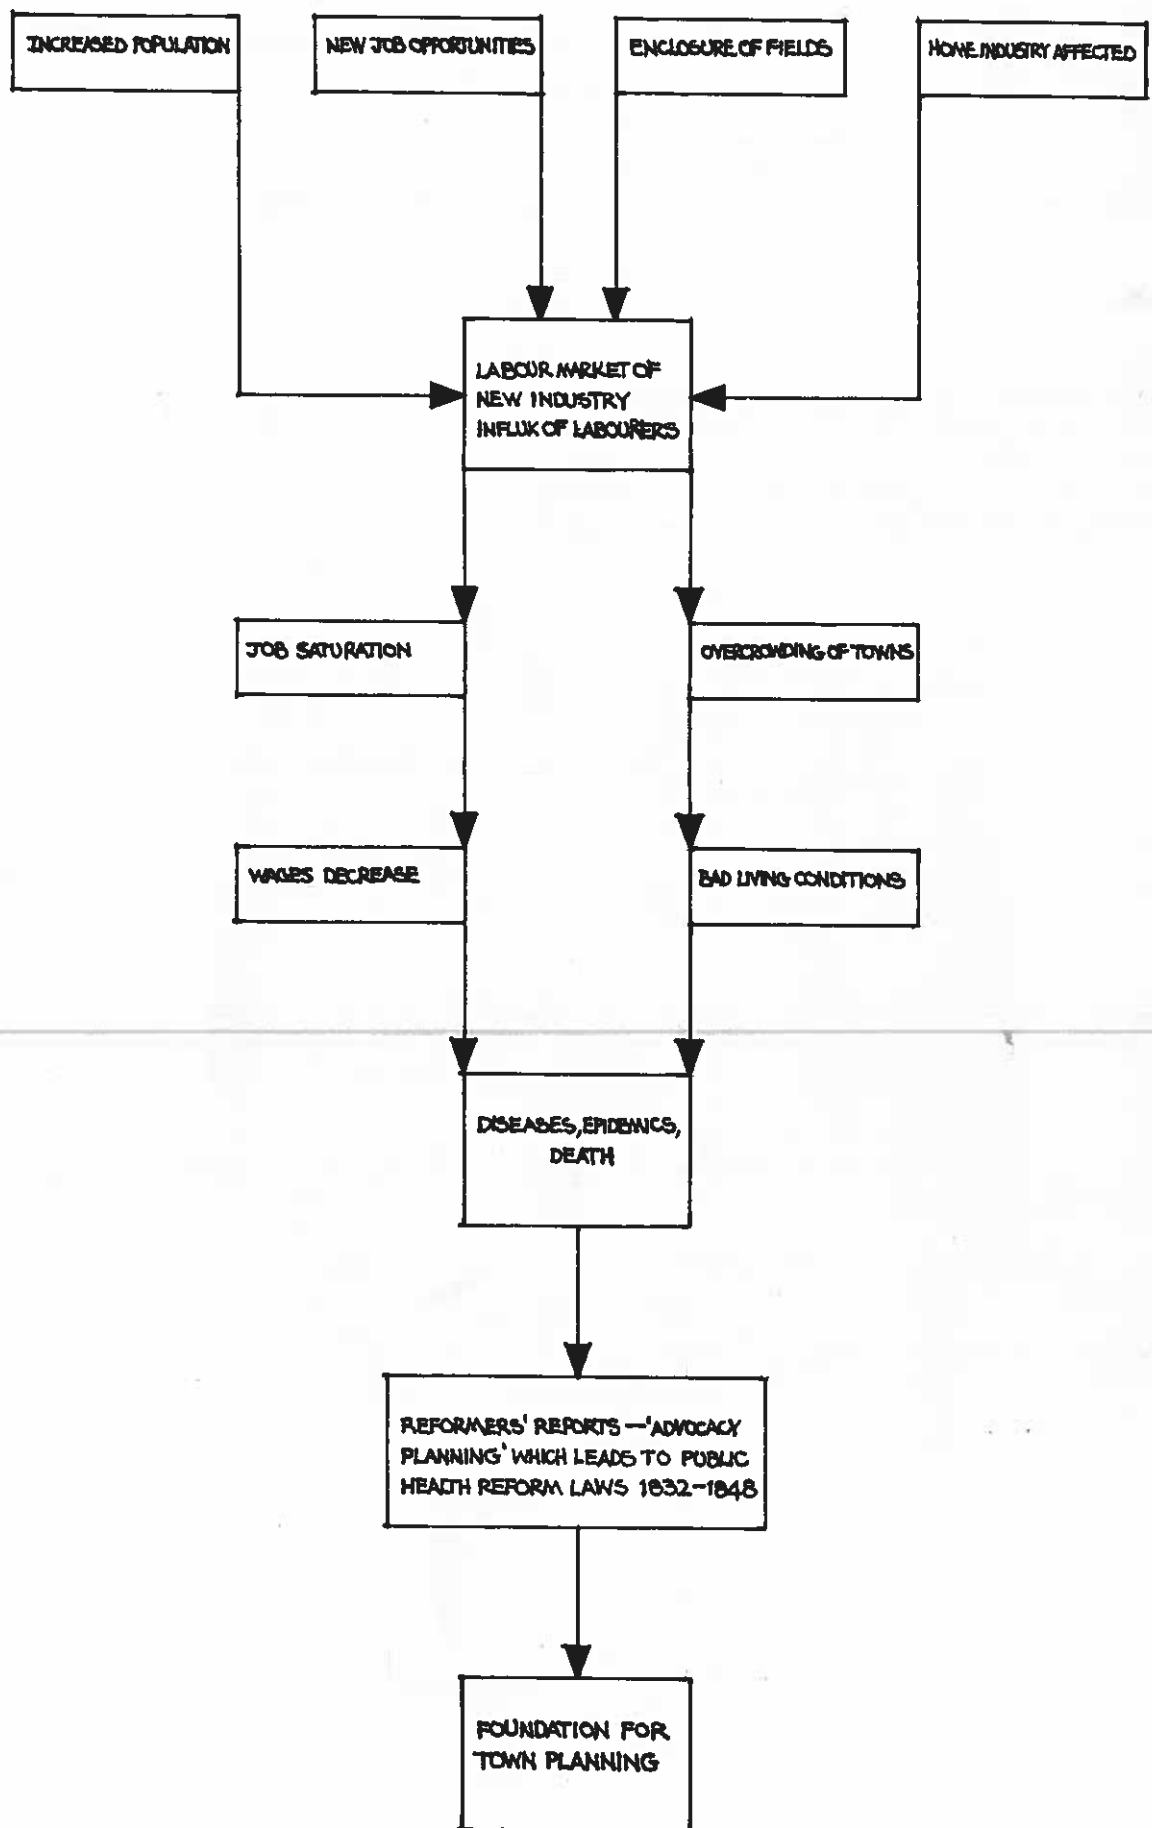 INCREASED POPULATION
NEW JOB OPPORTUNITIES
ENCLOSURE OF FIELDS
HOME INDUSTRY AFFECTED
LABOUR MARKET OF
NEW INDUSTRY
INFLUX OF LABOURERS
JOB SATURATION
OVERCROWDING OF TOWNS
WAGES DECREASE
BAD LIVING CONDITIONS
DISEASES, EPIDEMICS,
DEATH
REFORMERS' REPORTS —'ADVOCACY
PLANNING' WHICH LEADS TO PUBLIC
HEALTH REFORM LAWS 1832-1848
FOUNDATION FOR
TOWN PLANNING